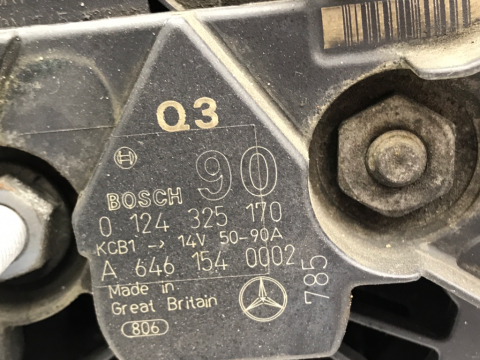 Q3
90
BOSCH
0 124 325 170
KCB1 → 14V 50-90A
A 646 154 0002
Made in
Great Britain
806
785